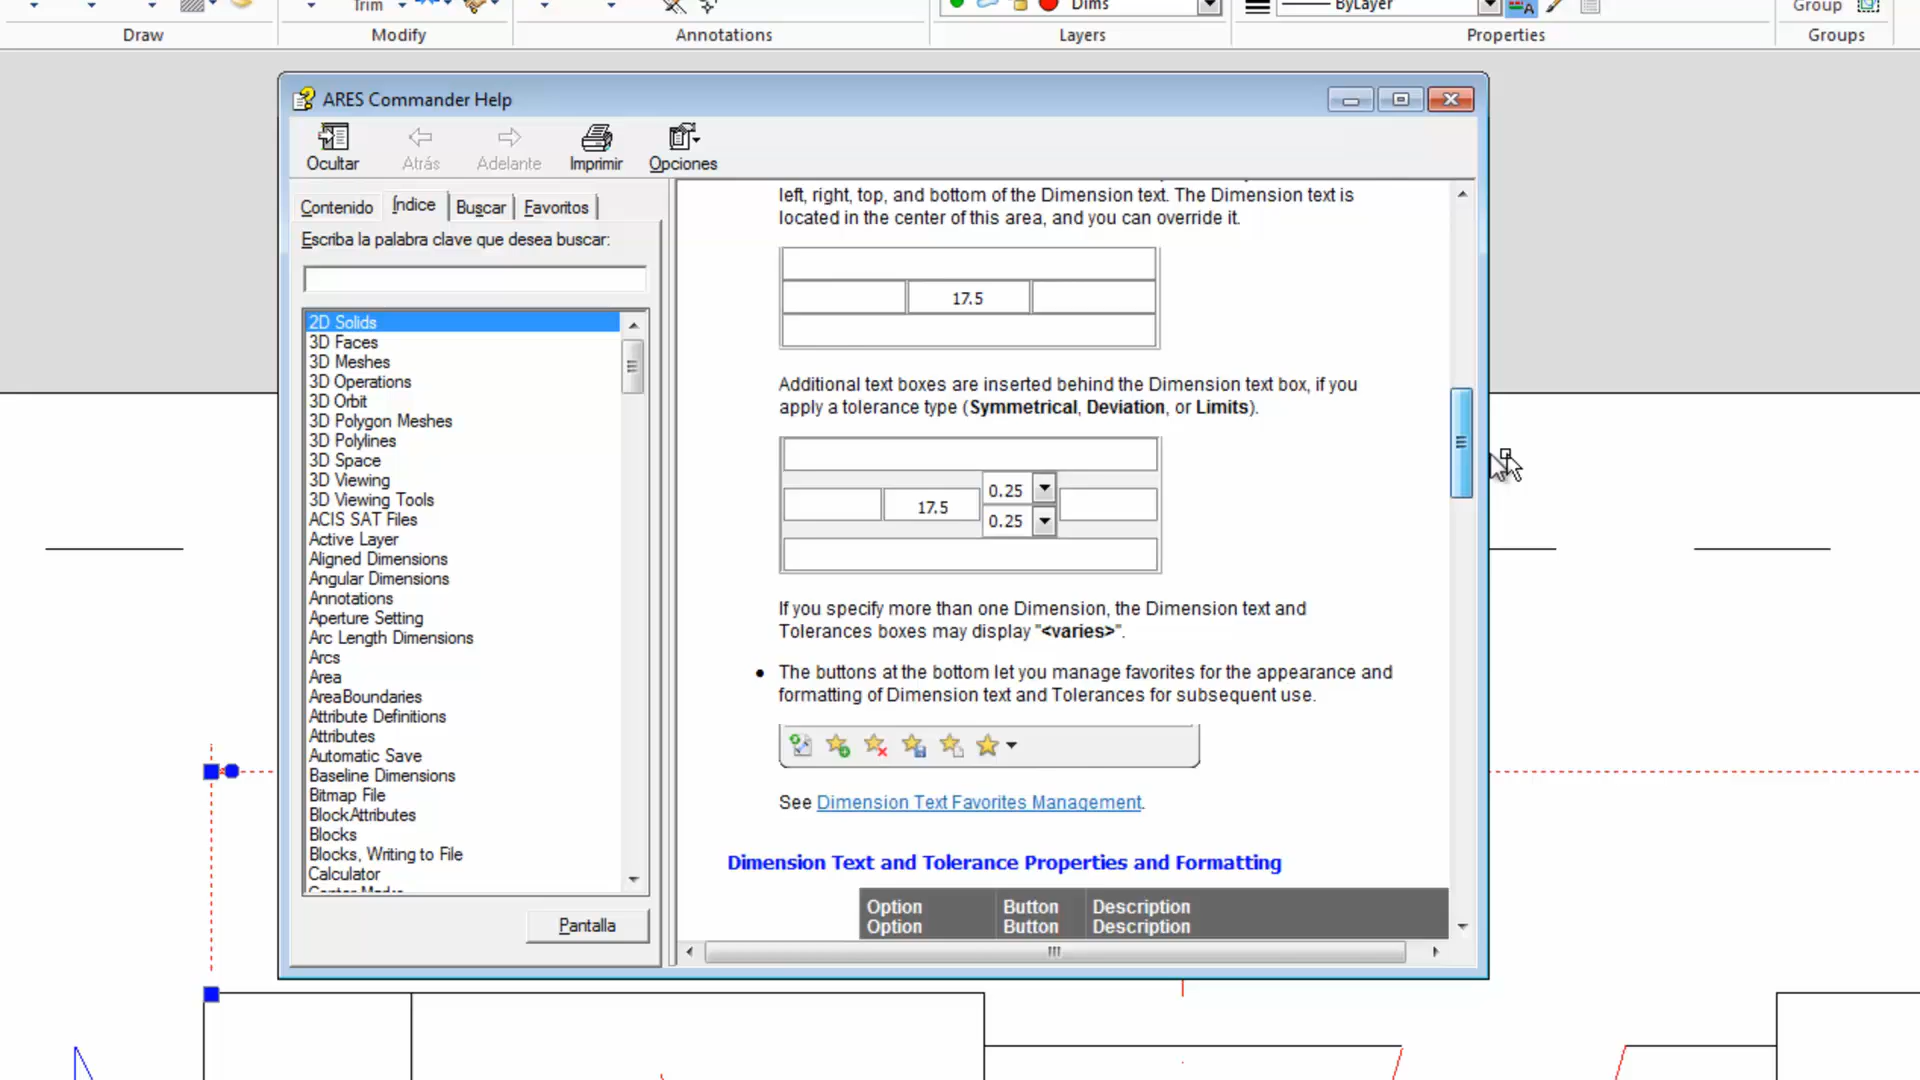 Trim
Dims
ByLayer
Group
Draw
Modify
Annotations
Layers
Properties
Groups
ARES Commander Help
Ocultar
Atrás
Adelante
Imprimir
Opciones
Contenido
Índice
Buscar
Favoritos
Escriba la palabra clave que desea buscar:
2D Solids
3D Faces
3D Meshes
3D Operations
3D Orbit
3D Polygon Meshes
3D Polylines
3D Space
3D Viewing
3D Viewing Tools
ACIS SAT Files
Active Layer
Aligned Dimensions
Angular Dimensions
Annotations
Aperture Setting
Arc Length Dimensions
Arcs
Area
AreaBoundaries
Attribute Definitions
Attributes
Automatic Save
Baseline Dimensions
Bitmap File
BlockAttributes
Blocks
Blocks, Writing to File
Calculator
Pantalla
left, right, top, and bottom of the Dimension text. The Dimension text is
located in the center of this area, and you can override it.
17.5
Additional text boxes are inserted behind the Dimension text box, if you
apply a tolerance type (Symmetrical, Deviation, or Limits).
0.25
17.5
0.25
If you specify more than one Dimension, the Dimension text and
Tolerances boxes may display "<varies>".
• The buttons at the bottom let you manage favorites for the appearance and
formatting of Dimension text and Tolerances for subsequent use.
See Dimension Text Favorites Management.
Dimension Text and Tolerance Properties and Formatting
Option Button Description
Option Button Description